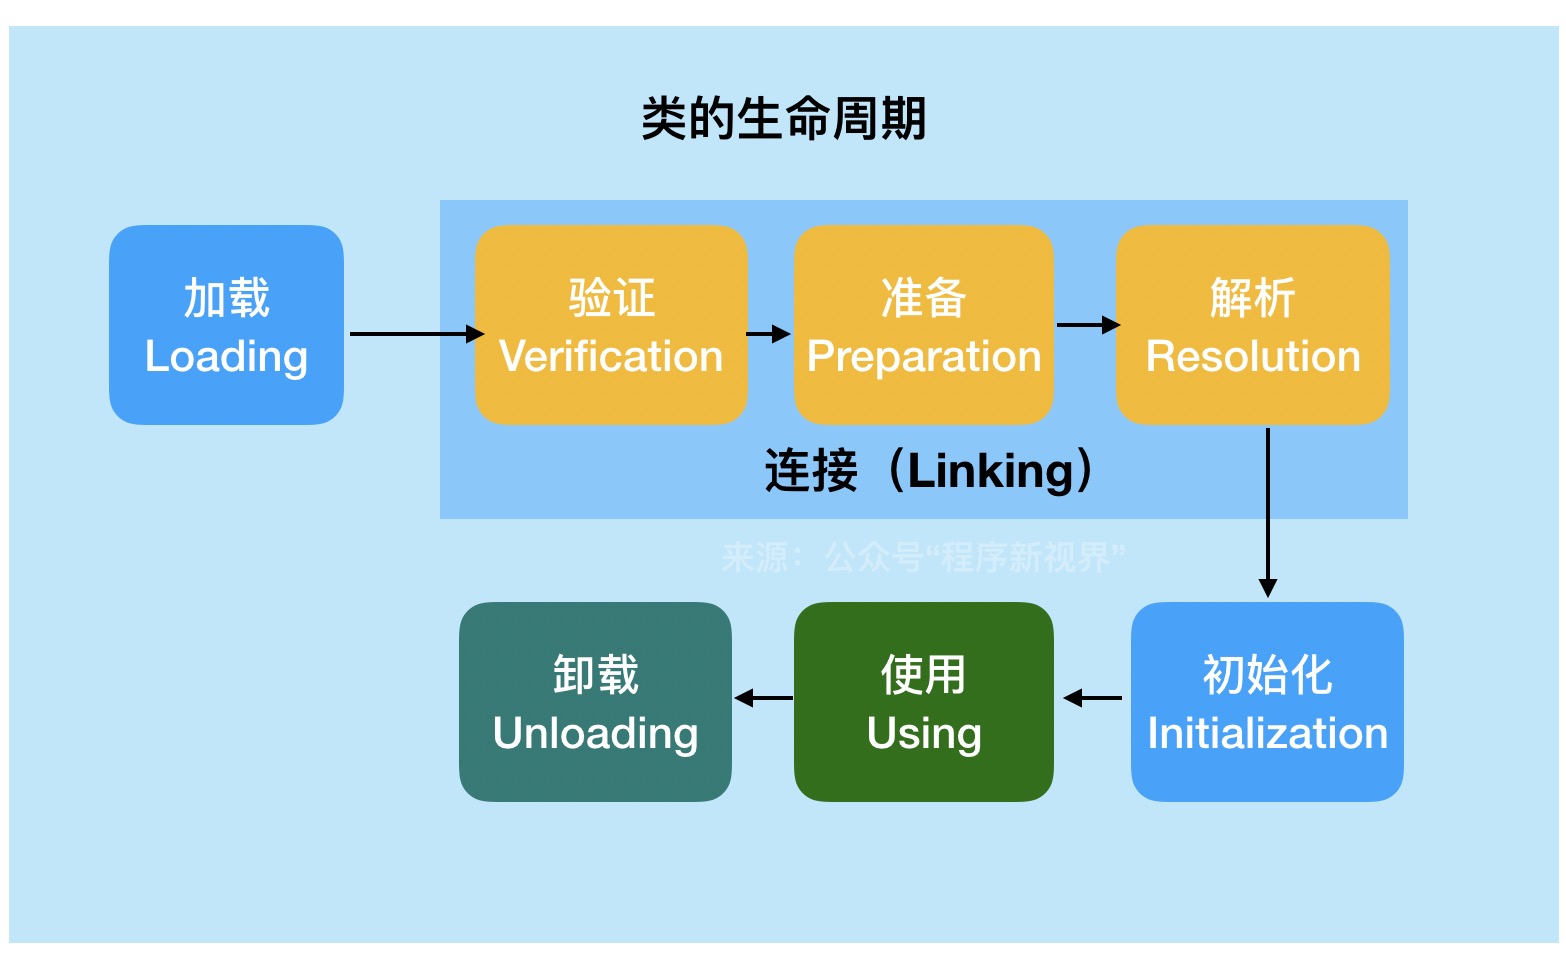 类的生命周期
加载
Loading
验证
Verification
准备
Preparation
解析
Resolution
连接（Linking）
来源：公众号“程序新视界”
卸载
Unloading
使用
Using
初始化
Initialization